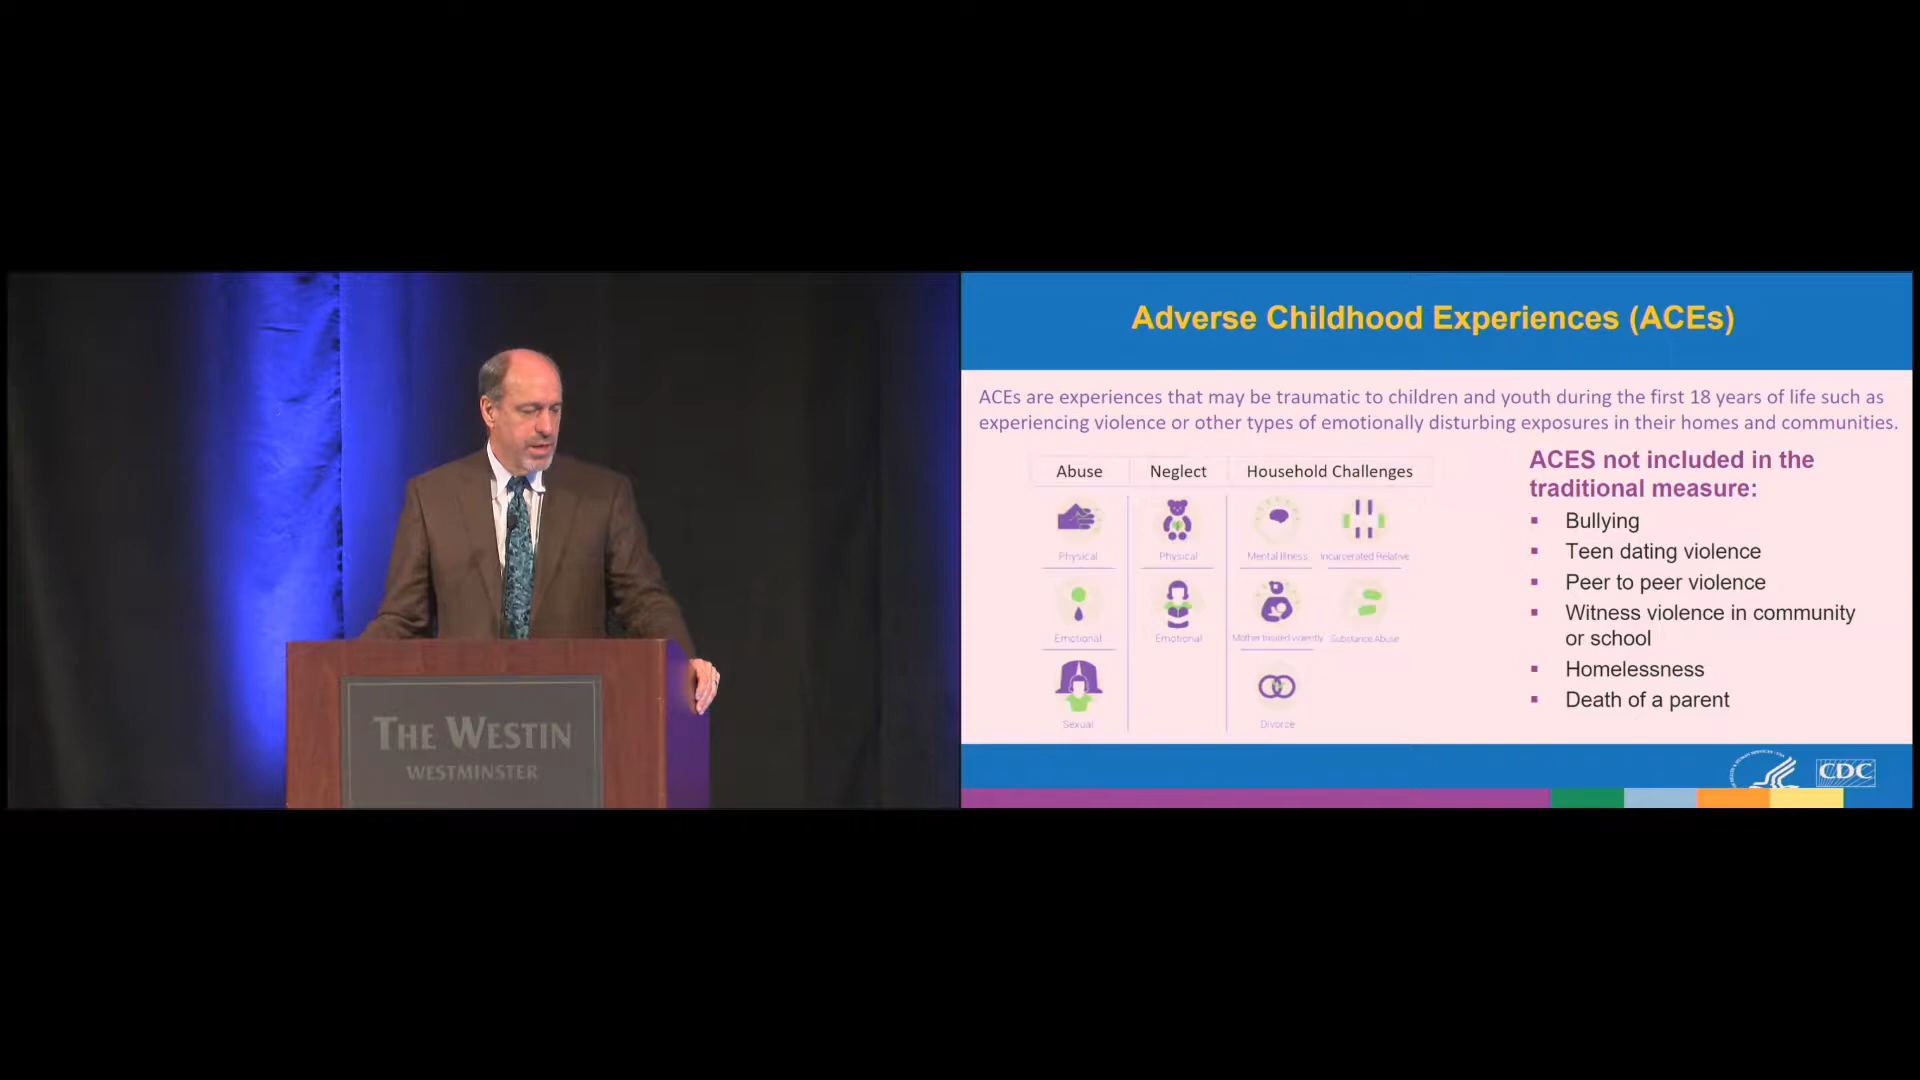 THE WESTIN
WESTMINSTER
Adverse Childhood Experiences (ACEs)
ACEs are experiences that may be traumatic to children and youth during the first 18 years of life such as
experiencing violence or other types of emotionally disturbing exposures in their homes and communities.
Abuse Neglect Household Challenges
Physical Physical Mental Illness Incarcerated Relative
Emotional Emotional Mother treated violently Substance Abuse
Sexual Divorce
ACES not included in the
traditional measure:
▪ Bullying
▪ Teen dating violence
▪ Peer to peer violence
▪ Witness violence in community
or school
▪ Homelessness
▪ Death of a parent
CDC